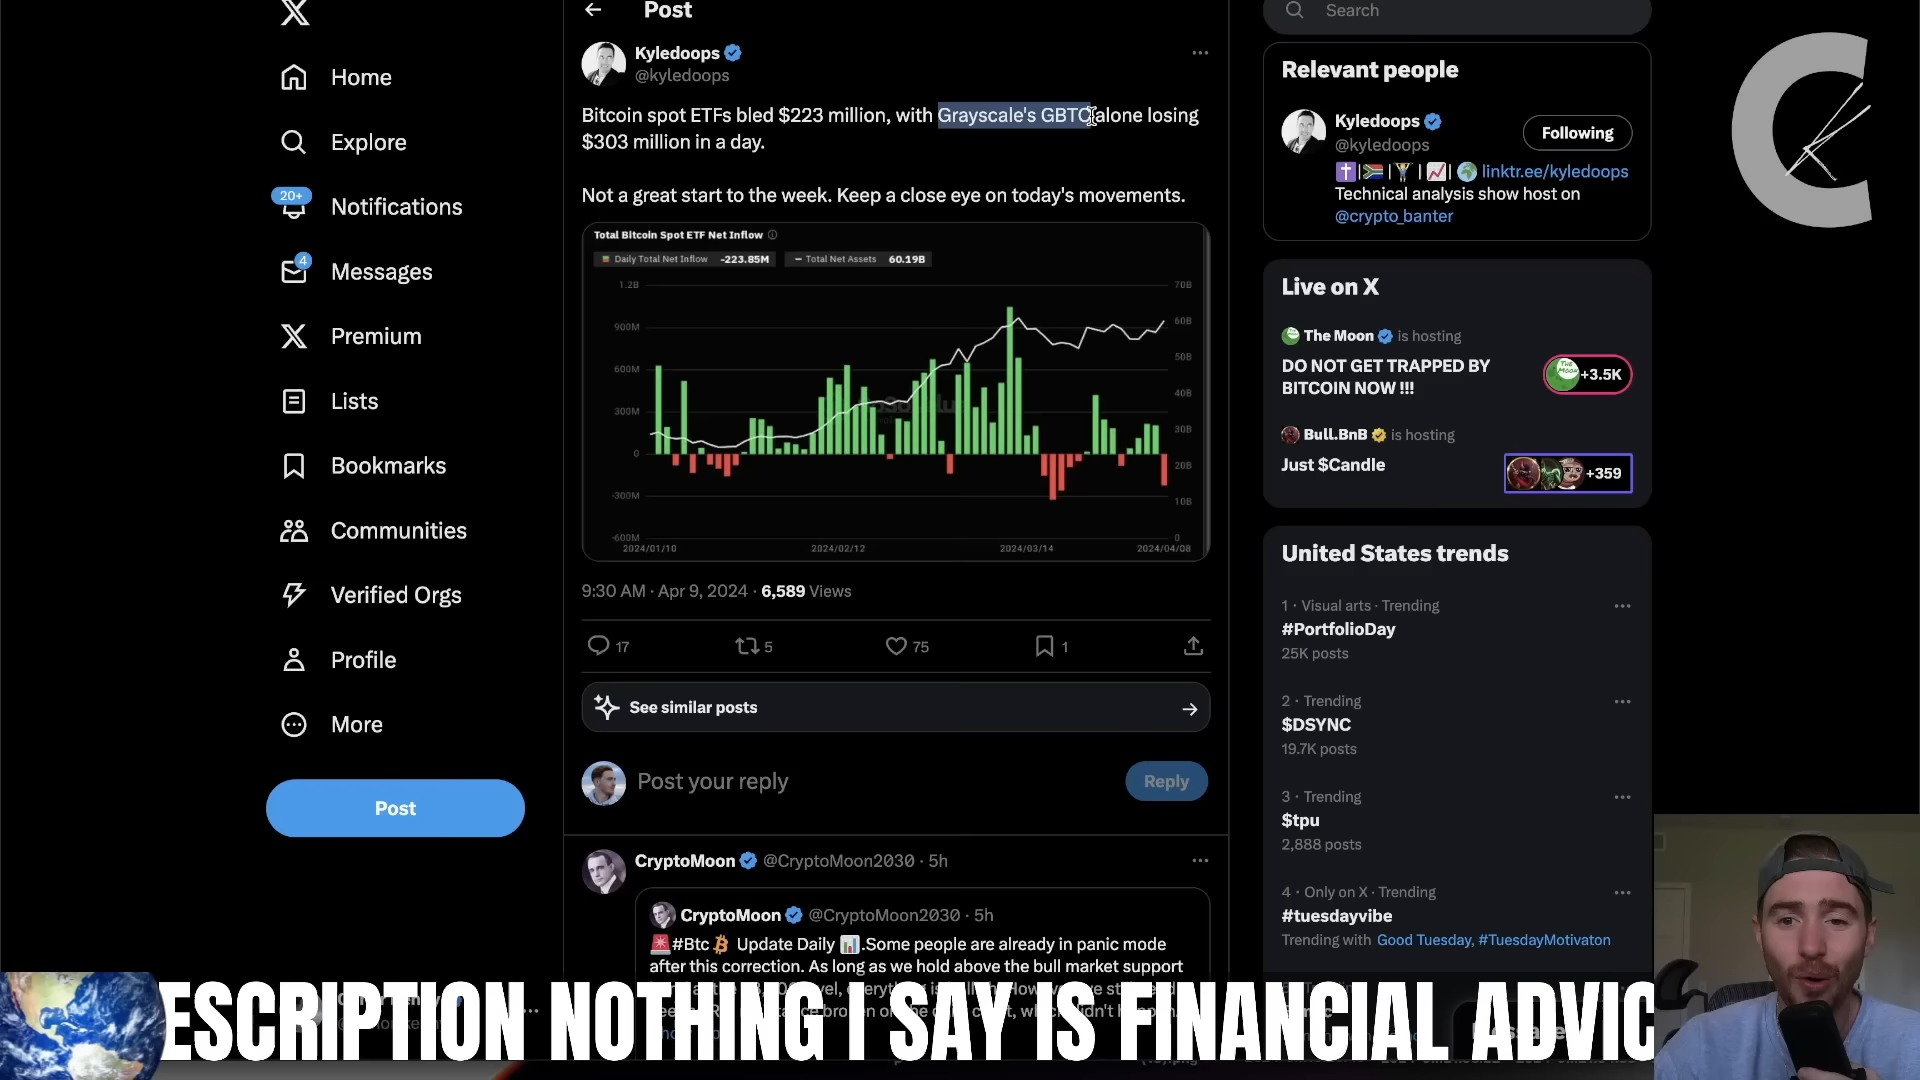 Home
Explore
20+
Notifications
4
Messages
Premium
Lists
Bookmarks
Communities
Verified Orgs
Profile
More
Post
Post
Kyledoops
@kyledoops
Bitcoin spot ETFs bled $223 million, with Grayscale's GBTC alone losing
$303 million in a day.
Not a great start to the week. Keep a close eye on today's movements.
Total Bitcoin Spot ETF Net Inflow
Daily Total Net Inflow -223.85M
Total Net Assets 60.19B
1.2B
900M
600M
300M
0
-300M
-600M
70B
60B
50B
40B
30B
20B
10B
0
2024/01/10
2024/02/12
2024/03/14
2024/04/08
9:30 AM · Apr 9, 2024 · 6,589 Views
17
5
75
1
See similar posts
Post your reply
Reply
CryptoMoon @CryptoMoon2030 · 5h
CryptoMoon @CryptoMoon2030 · 5h
#Btc Update Daily .Some people are already in panic mode
after this correction. As long as we hold above the bull market support
Search
Relevant people
Kyledoops
@kyledoops
Following
| | | | linktr.ee/kyledoops
Technical analysis show host on
@crypto_banter
Live on X
The Moon is hosting
DO NOT GET TRAPPED BY
BITCOIN NOW !!!
+3.5K
Bull.BnB is hosting
Just $Candle
+359
United States trends
1 · Visual arts · Trending
#PortfolioDay
25K posts
2 · Trending
$DSYNC
19.7K posts
3 · Trending
$tpu
2,888 posts
4 · Only on X · Trending
#tuesdayvibe
Trending with Good Tuesday, #TuesdayMotivaton
ESCRIPTION NOTHING I SAY IS FINANCIAL ADVIC